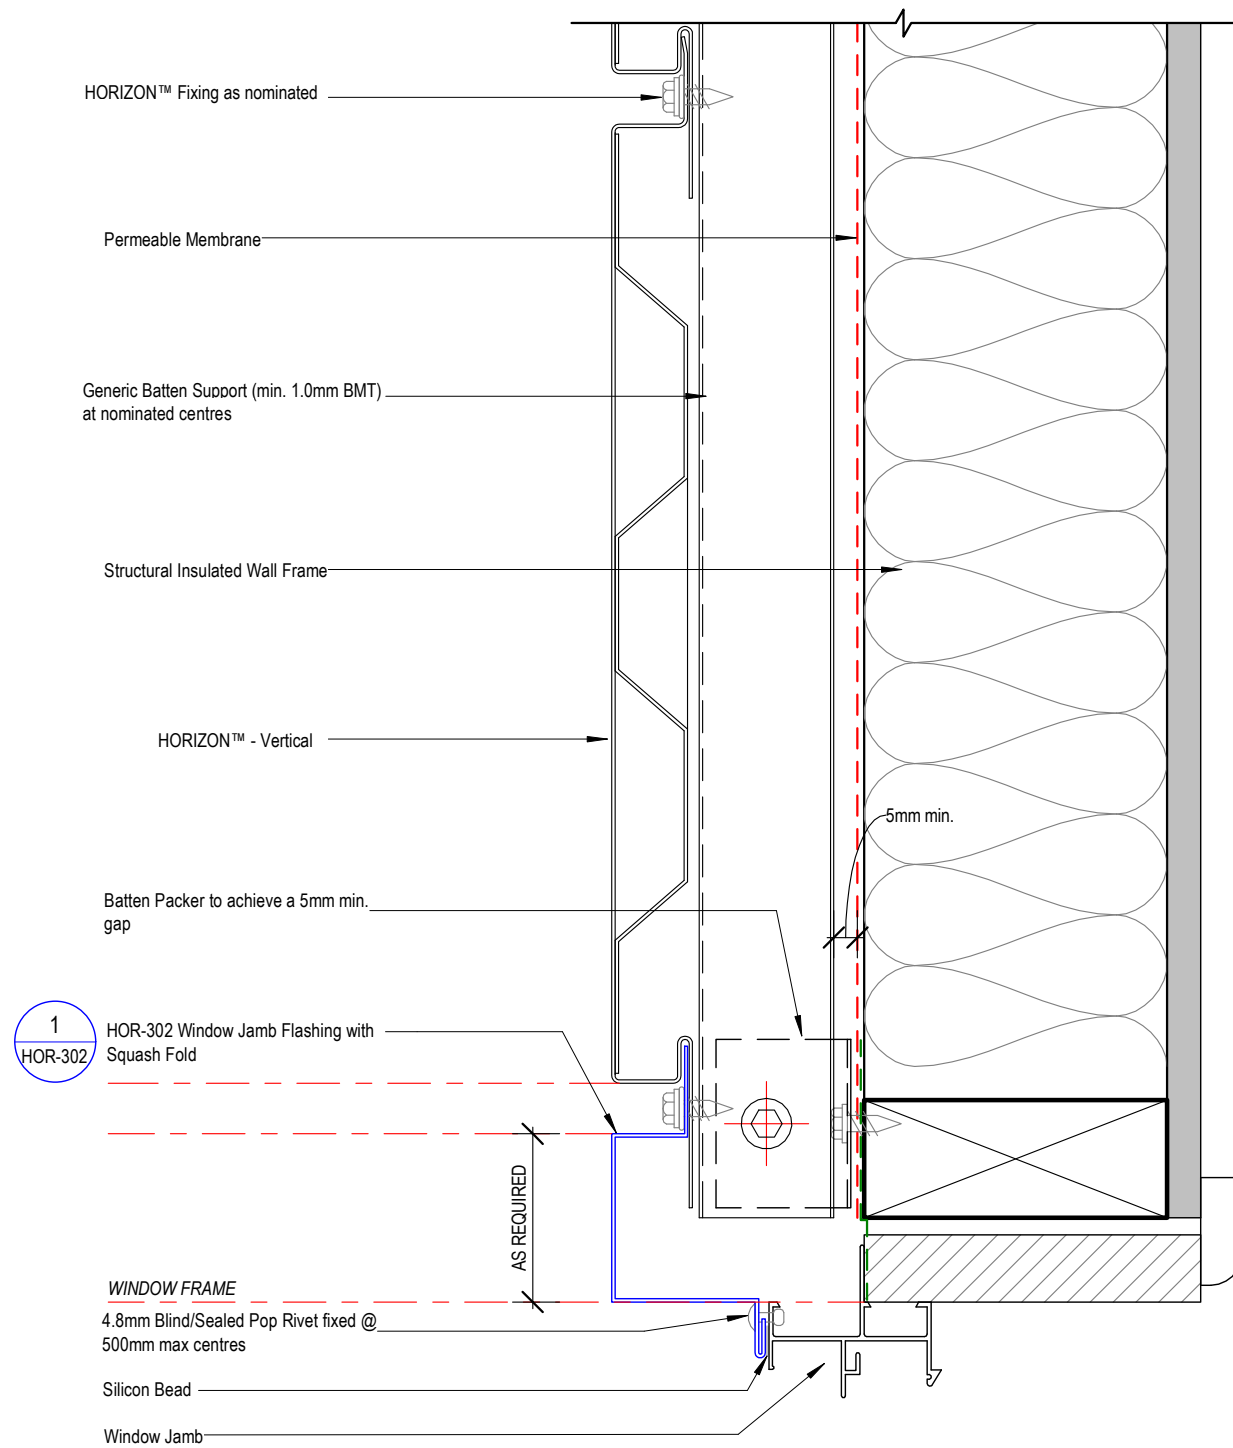 HORIZON™ Fixing as nominated
Permeable Membrane
Generic Batten Support (min. 1.0mm BMT)
at nominated centres
Structural Insulated Wall Frame
HORIZON™ - Vertical
5mm min.
Batten Packer to achieve a 5mm min.
gap
1
HOR-302
HOR-302 Window Jamb Flashing with
Squash Fold
AS REQUIRED
WINDOW FRAME
4.8mm Blind/Sealed Pop Rivet fixed @
500mm max centres
Silicon Bead
Window Jamb